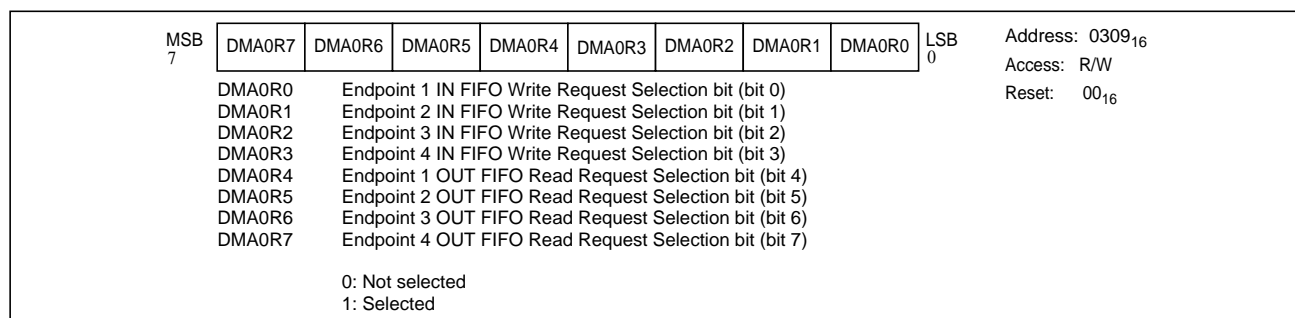 MSB DMA0R7 DMA0R6 DMA0R5 DMA0R4 DMA0R3 DMA0R2 DMA0R1 DMA0R0 LSB
7 0
Address: 0309₁₆
Access: R/W
Reset: 00₁₆
DMA0R0 Endpoint 1 IN FIFO Write Request Selection bit (bit 0)
DMA0R1 Endpoint 2 IN FIFO Write Request Selection bit (bit 1)
DMA0R2 Endpoint 3 IN FIFO Write Request Selection bit (bit 2)
DMA0R3 Endpoint 4 IN FIFO Write Request Selection bit (bit 3)
DMA0R4 Endpoint 1 OUT FIFO Read Request Selection bit (bit 4)
DMA0R5 Endpoint 2 OUT FIFO Read Request Selection bit (bit 5)
DMA0R6 Endpoint 3 OUT FIFO Read Request Selection bit (bit 6)
DMA0R7 Endpoint 4 OUT FIFO Read Request Selection bit (bit 7)
0: Not selected
1: Selected